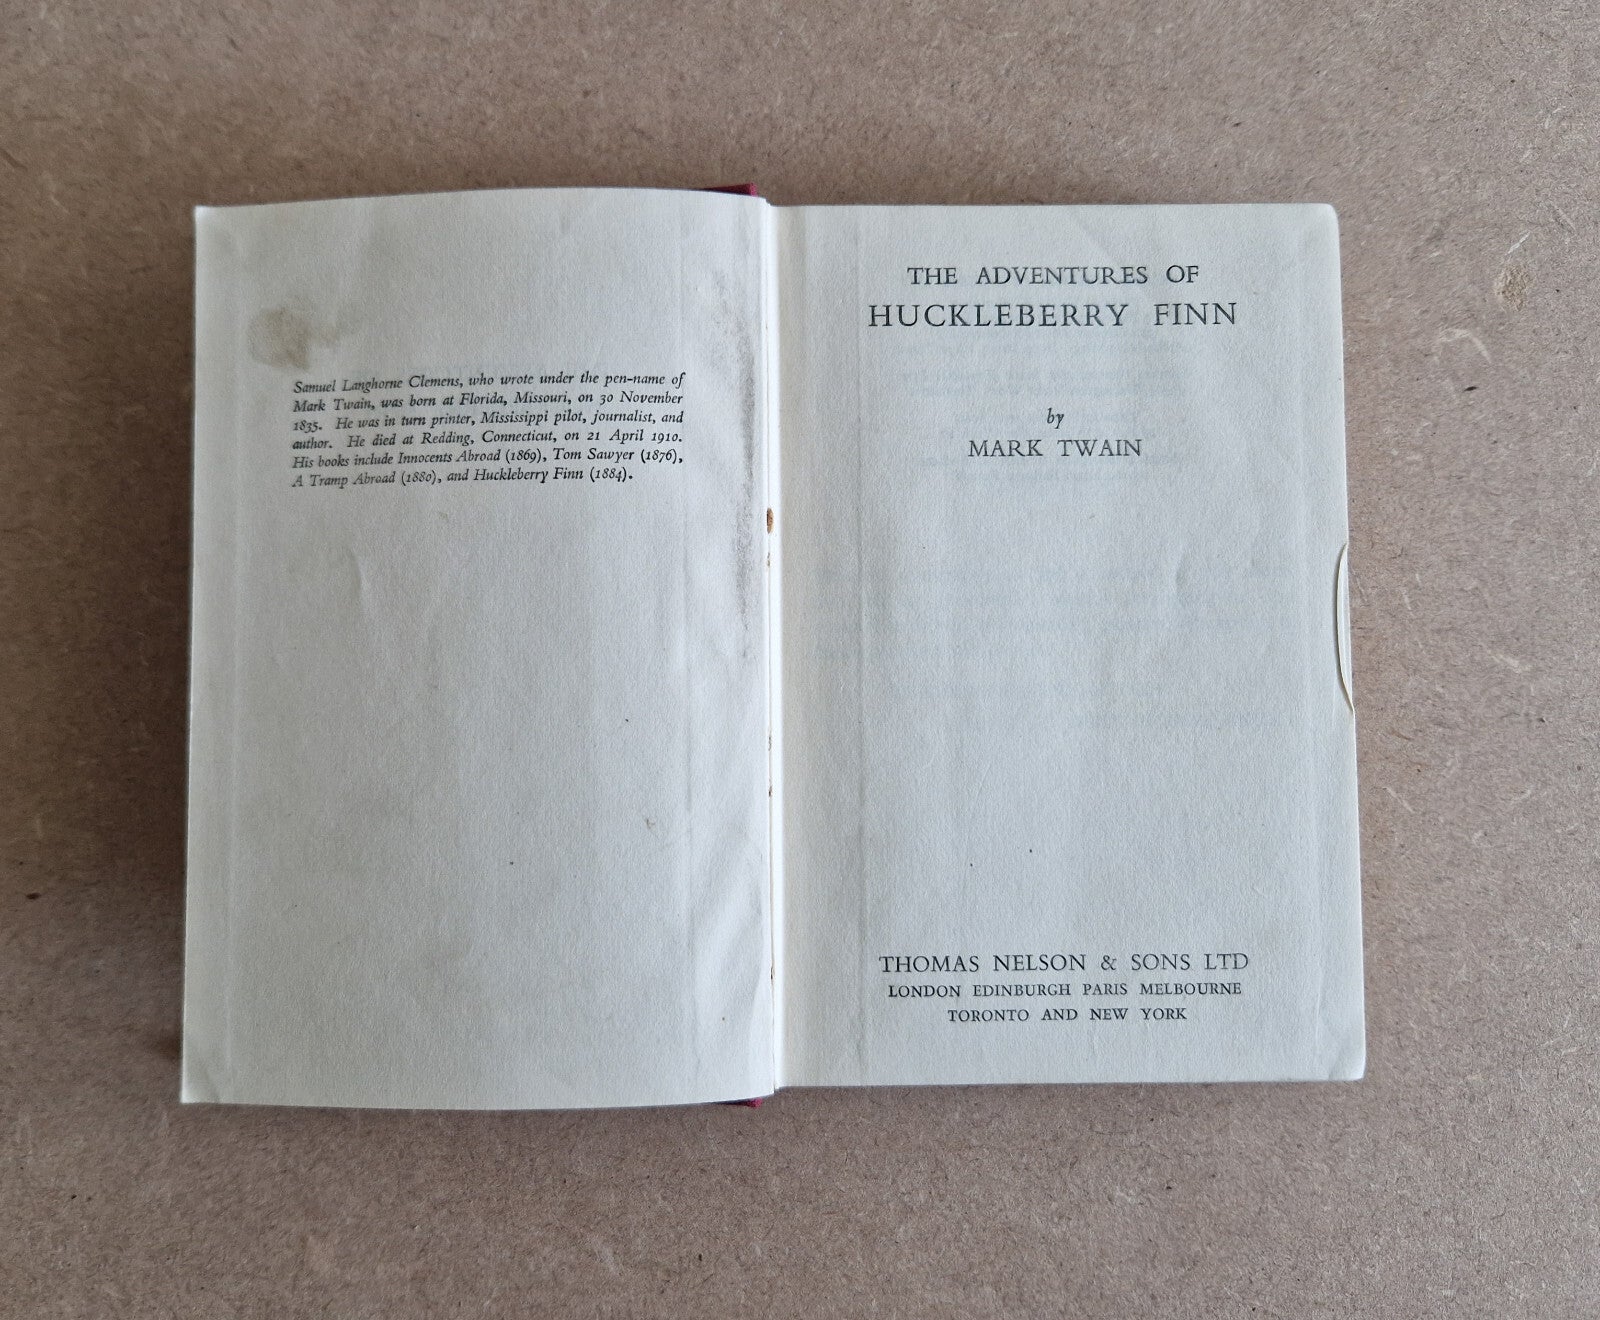 Samuel Langhorne Clemens, who wrote under the pen-name of
Mark Twain, was born at Florida, Missouri, on 30 November
1835. He was in turn printer, Mississippi pilot, journalist, and
author. He died at Redding, Connecticut, on 21 April 1910.
His books include Innocents Abroad (1869), Tom Sawyer (1876),
A Tramp Abroad (1880), and Huckleberry Finn (1884).
THE ADVENTURES OF
HUCKLEBERRY FINN
by
MARK TWAIN
THOMAS NELSON & SONS LTD
LONDON EDINBURGH PARIS MELBOURNE
TORONTO AND NEW YORK